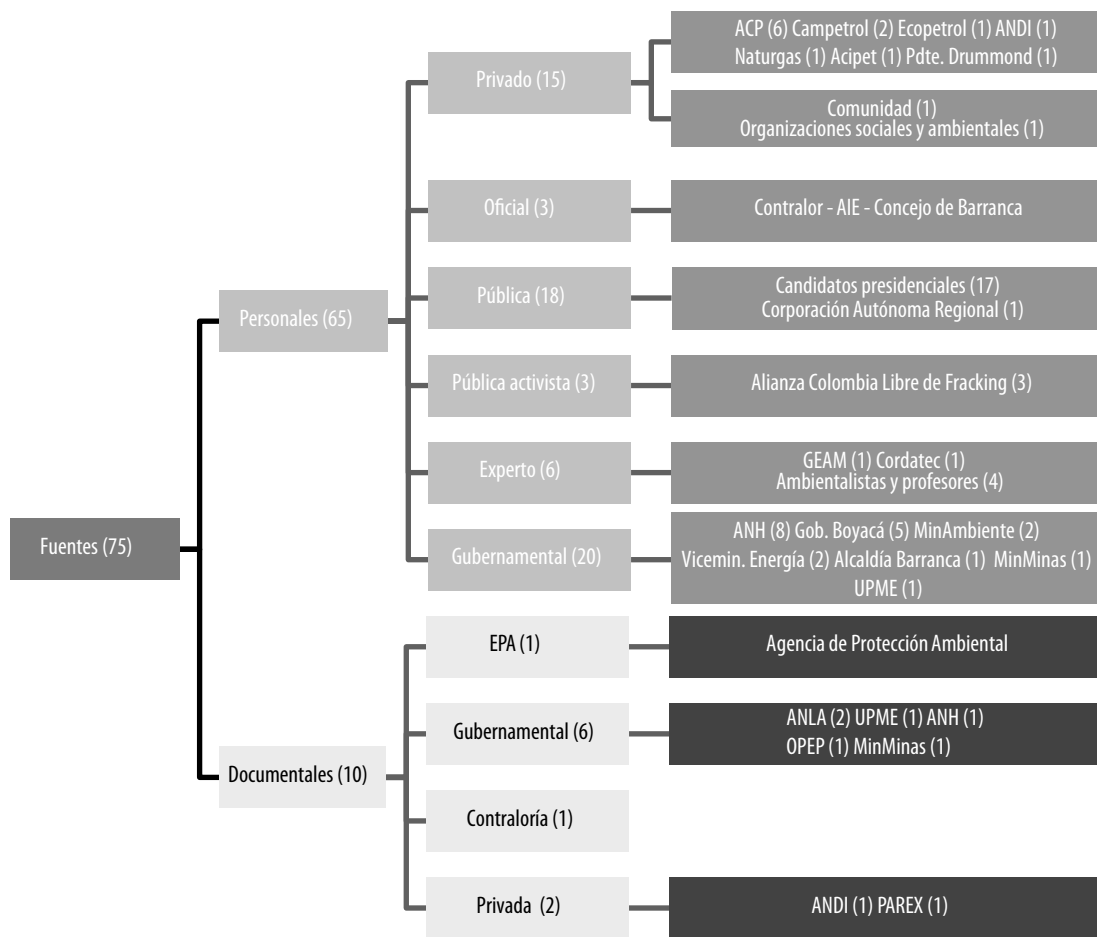 Fuentes (75)
Personales (65)
Privado (15)
ACP (6) Campetrol (2) Ecopetrol (1) ANDI (1)
Naturgas (1) Acipet (1) Pdte. Drummond (1)
Comunidad (1)
Organizaciones sociales y ambientales (1)
Oficial (3)
Contralor - AIE - Concejo de Barranca
Pública (18)
Candidatos presidenciales (17)
Corporación Autónoma Regional (1)
Pública activista (3)
Alianza Colombia Libre de Fracking (3)
Experto (6)
GEAM (1) Cordatec (1)
Ambientalistas y profesores (4)
Gubernamental (20)
ANH (8) Gob. Boyacá (5) MinAmbiente (2)
Vicemin. Energía (2) Alcaldía Barranca (1) MinMinas (1)
UPME (1)
Documentales (10)
EPA (1)
Agencia de Protección Ambiental
Gubernamental (6)
ANLA (2) UPME (1) ANH (1)
OPEP (1) MinMinas (1)
Contraloría (1)
Privada (2)
ANDI (1) PAREX (1)